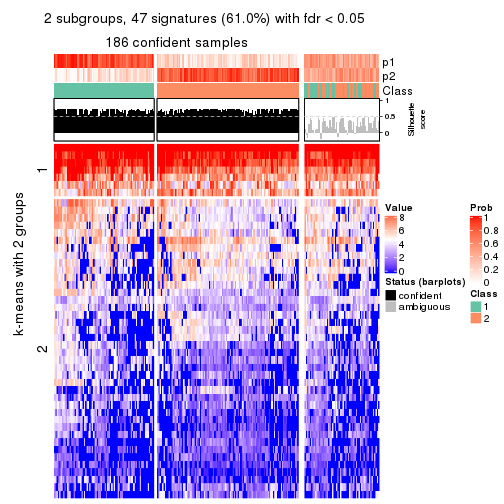 2 subgroups, 47 signatures (61.0%) with fdr < 0.05
186 confident samples
p1
p2
Class
1
0.5
0
Silhouette
score
k-means with 2 groups
1
2
Value
8
6
4
2
0
Status (barplots)
confident
ambiguous
Prob
1
0.8
0.6
0.4
0.2
0
Class
1
2